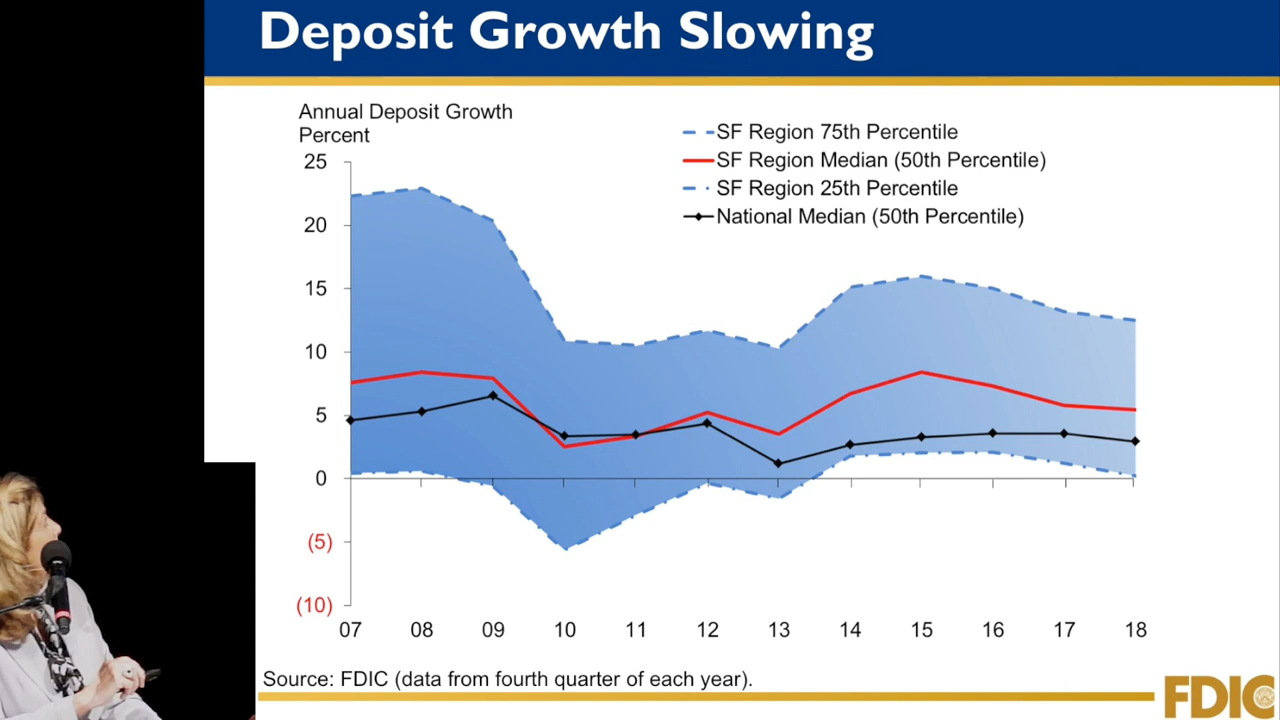 Deposit Growth Slowing
Annual Deposit Growth
Percent
SF Region 75th Percentile
SF Region Median (50th Percentile)
SF Region 25th Percentile
National Median (50th Percentile)
25
20
15
10
5
0
(5)
(10)
07 08 09 10 11 12 13 14 15 16 17 18
Source: FDIC (data from fourth quarter of each year).
FDIC